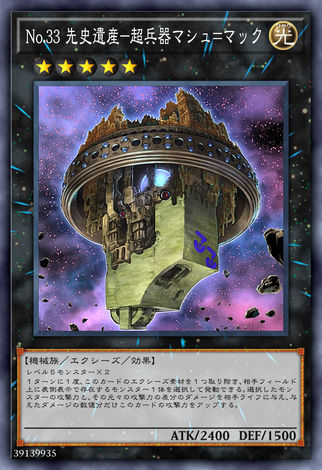 No.33 先史遺産－超兵器マシュ＝マック
光
【機械族／エクシーズ／効果】
レベル５モンスター×２
１ターンに１度、このカードのエクシーズ素材を１つ取り除き、相手フィールド
上に表側表示で存在するモンスター１体を選択して発動できる。選択したモン
スターの攻撃力と、その元々の攻撃力の差分のダメージを相手ライフに与え、与
えたダメージの数値分だけこのカードの攻撃力をアップする。
ATK/2400 DEF/1500
39139935